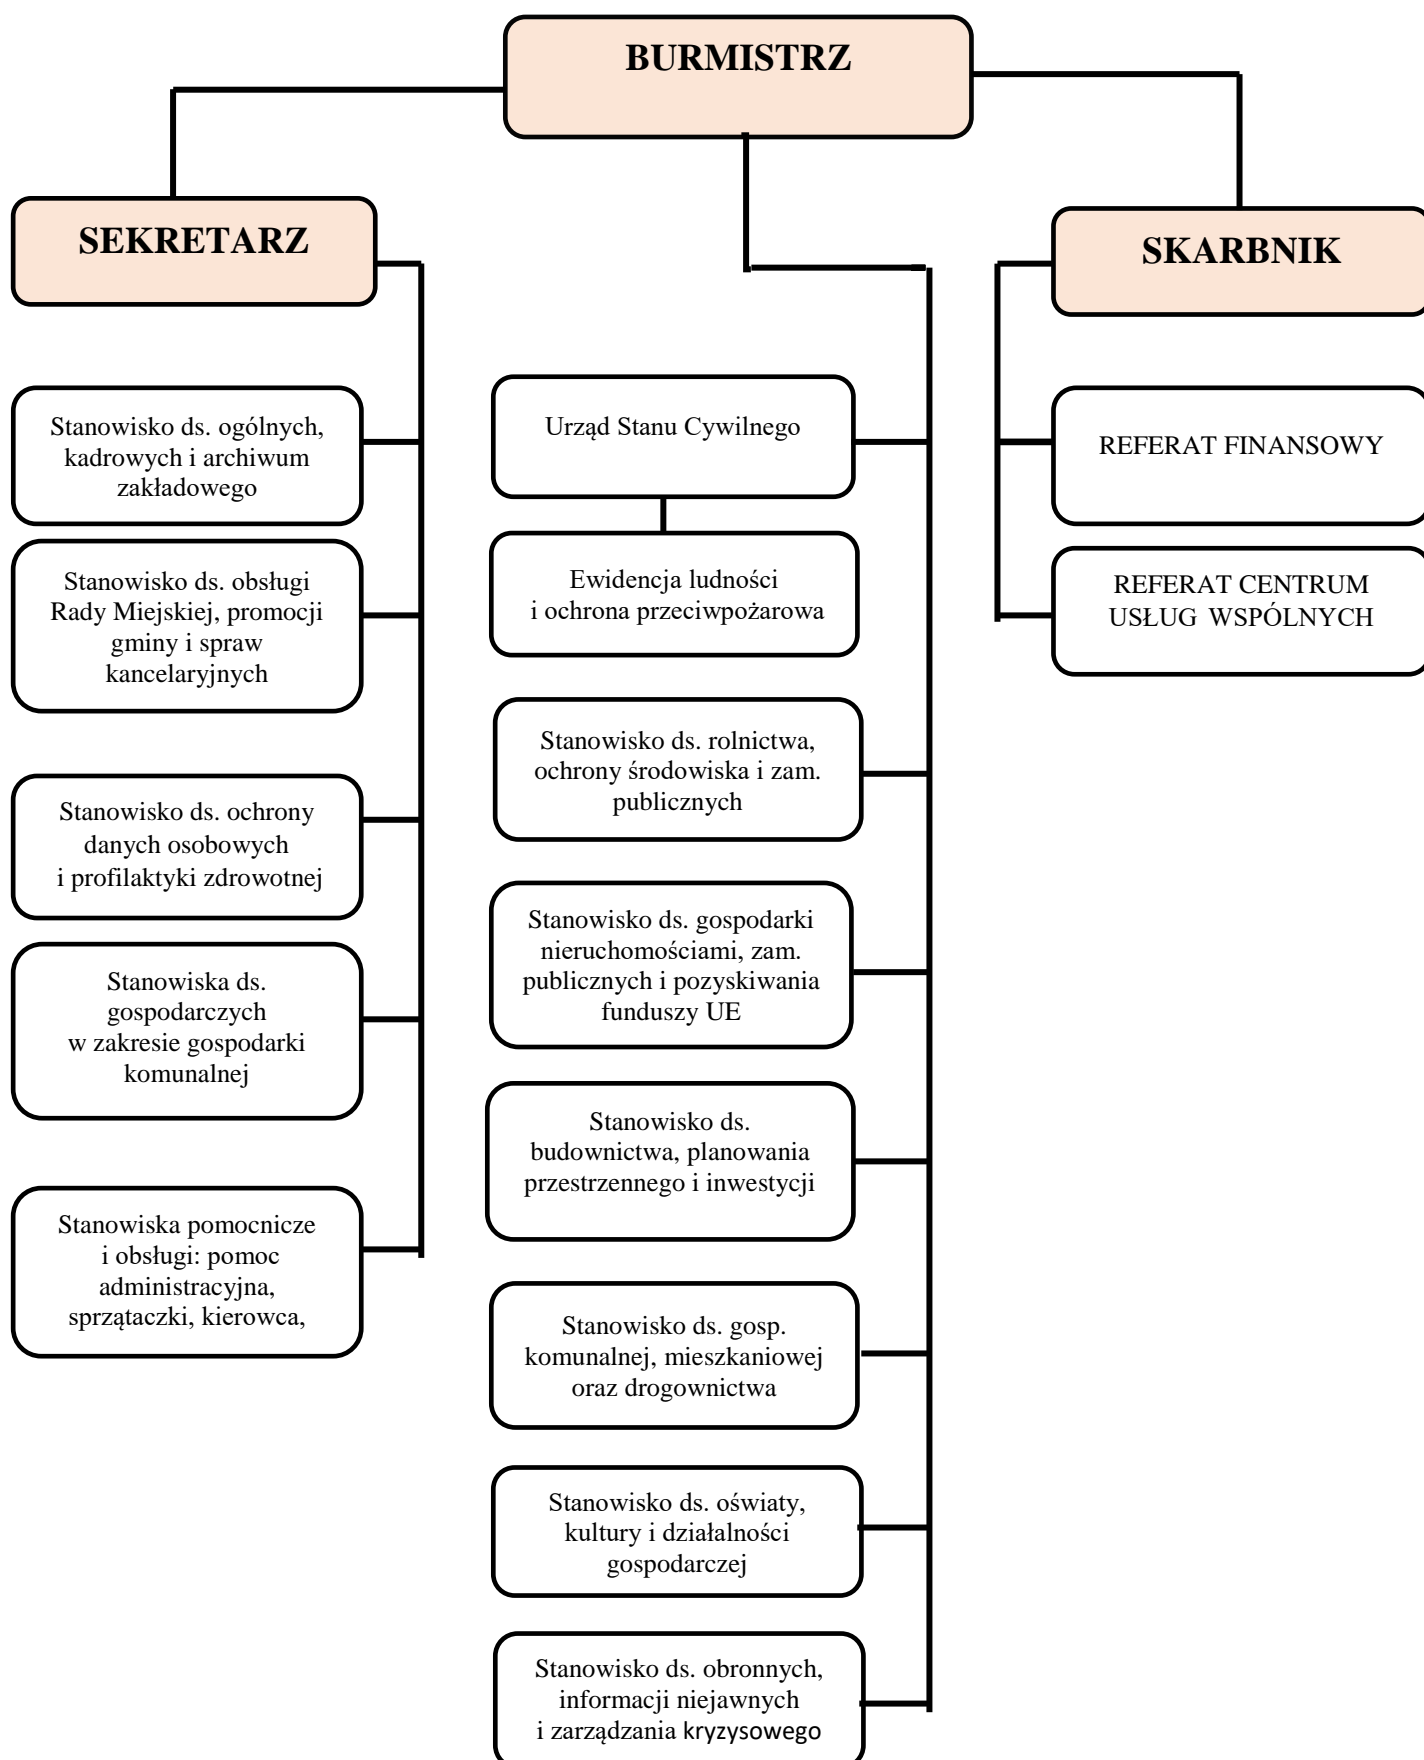 BURMISTRZ
SEKRETARZ
SKARBNIK
Stanowisko ds. ogólnych,
kadrowych i archiwum
zakładowego
Stanowisko ds. obsługi
Rady Miejskiej, promocji
gminy i spraw
kancelaryjnych
Stanowisko ds. ochrony
danych osobowych
i profilaktyki zdrowotnej
Stanowiska ds.
gospodarczych
w zakresie gospodarki
komunalnej
Stanowiska pomocnicze
i obsługi: pomoc
administracyjna,
sprzątaczki, kierowca,
Urząd Stanu Cywilnego
Ewidencja ludności
i ochrona przeciwpożarowa
Stanowisko ds. rolnictwa,
ochrony środowiska i zam.
publicznych
Stanowisko ds. gospodarki
nieruchomościami, zam.
publicznych i pozyskiwania
funduszy UE
Stanowisko ds.
budownictwa, planowania
przestrzennego i inwestycji
Stanowisko ds. gosp.
komunalnej, mieszkaniowej
oraz drogownictwa
Stanowisko ds. oświaty,
kultury i działalności
gospodarczej
Stanowisko ds. obronnych,
informacji niejawnych
i zarządzania kryzysowego
REFERAT FINANSOWY
REFERAT CENTRUM
USŁUG WSPÓLNYCH